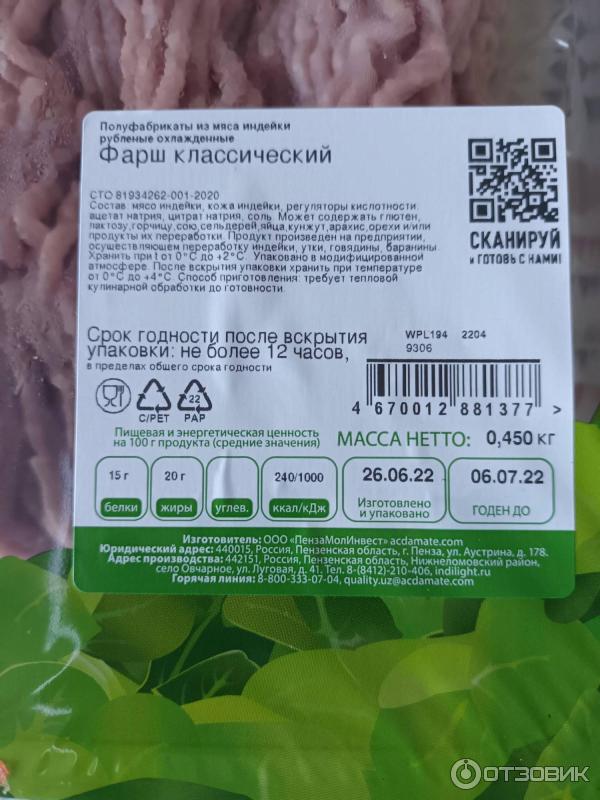 Полуфабрикаты из мяса индейки
рубленые охлажденные
Фарш классический
СТО 81934262-001-2020
Состав: мясо индейки, кожа индейки, регуляторы кислотности:
ацетат натрия, цитрат натрия, соль. Может содержать глютен,
лактозу,горчицу,сою,сельдерей,яйца,кунжут,арахис,орехи и/или
продукты их переработки. Продукт произведен на предприятии,
осуществляющем переработку индейки, утки, говядины, баранины.
Хранить при t от 0°С до +2°С. Упаковано в модифицированной
атмосфере. После вскрытия упаковки хранить при температуре
от 0°С до +4°С. Способ приготовления: требует тепловой
кулинарной обработки до готовности.
СКАНИРУЙ
и ГОТОВЬ С НАМИ!
Срок годности после вскрытия
упаковки: не более 12 часов,
в пределах общего срока годности
WPL194 2204
9306
4 670012 881377 >
C/PET
22
PAP
Пищевая и энергетическая ценность
на 100 г продукта (средние значения)
МАССА НЕТТО: 0,450 кг
15 г
белки
20 г
жиры
углев.
240/1000
ккал/кДж
26.06.22
Изготовлено
и упаковано
06.07.22
ГОДЕН ДО
Изготовитель: ООО «ПензаМолИнвест» acdamate.com
Юридический адрес: 440015, Россия, Пензенская область, г. Пенза, ул. Аустрина, д. 178.
Адрес производства: 442151, Россия, Пензенская область, Нижнеломовский район,
село Овчарное, ул. Луговая, д. 41. Тел. 8-(8412)-210-406, indilight.ru
Горячая линия: 8-800-333-07-04, quality.uz@acdamate.com
ОТЗОВИК